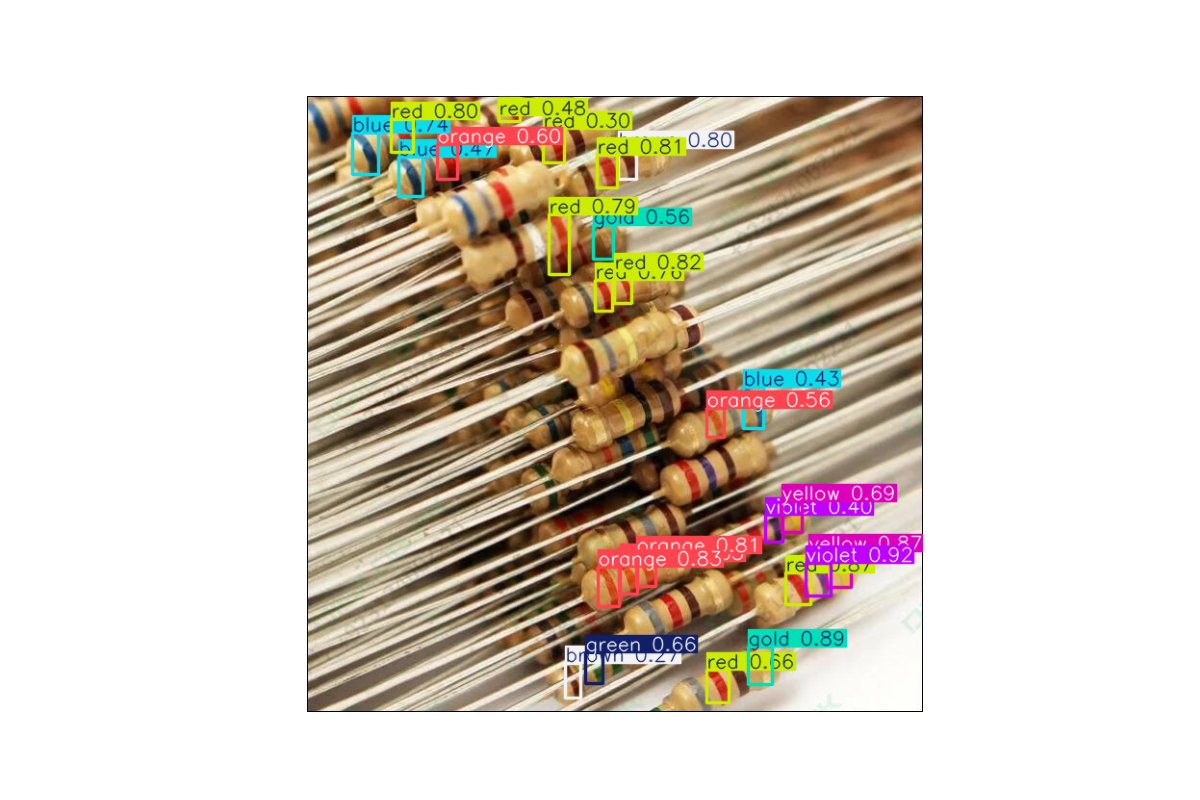 red 0.80
red 0.48
red 0.30
blue 0.74
orange 0.60
0.80
blue 0.47
red 0.81
red 0.79
gold 0.56
red 0.82
red 0.76
blue 0.43
orange 0.56
yellow 0.69
violet 0.40
orange 0.81
yellow 0.87
orange 0.83
violet 0.92
red 0.87
green 0.66
brown 0.27
gold 0.89
red 0.66